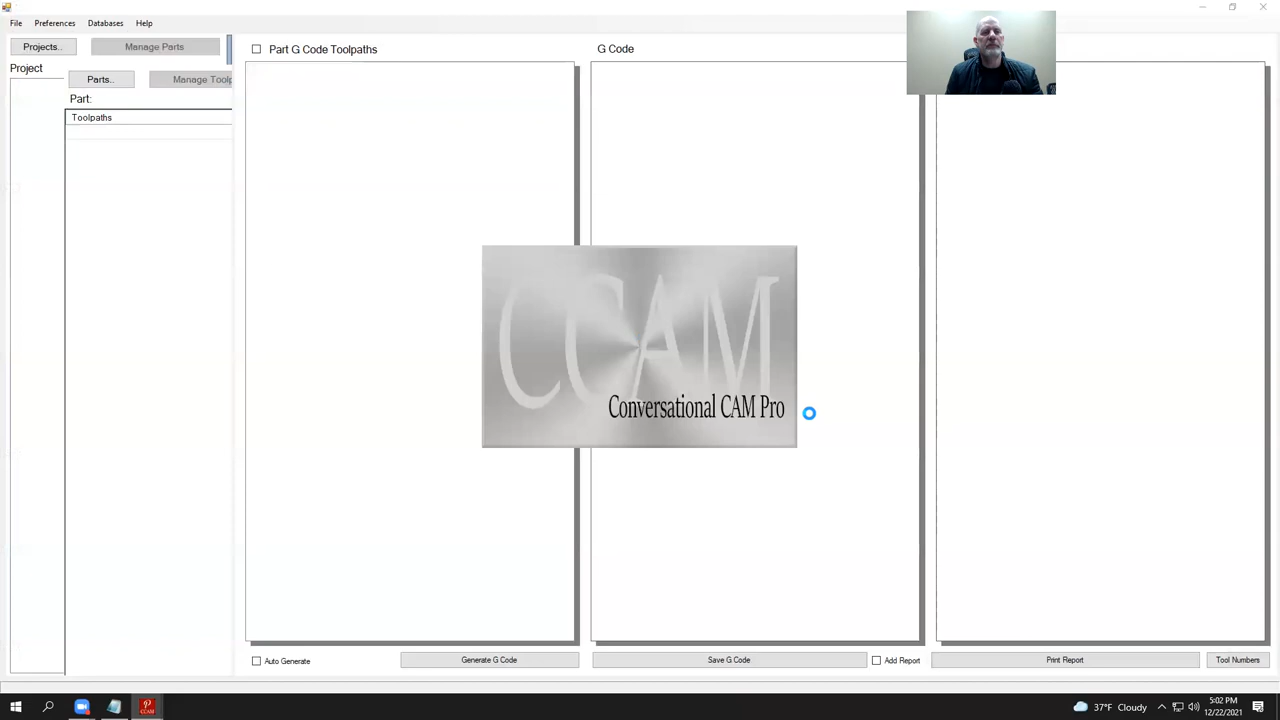 File Preferences Databases Help
Projects.. Manage Parts
Part G Code Toolpaths
G Code
Project
Parts.. Manage Toolp
Part:
Toolpaths
CCAM
Conversational CAM Pro
Auto Generate
Generate G Code
Save G Code
Add Report
Print Report
Tool Numbers
P
CCAM
37°F Cloudy
5:02 PM
12/22/2021